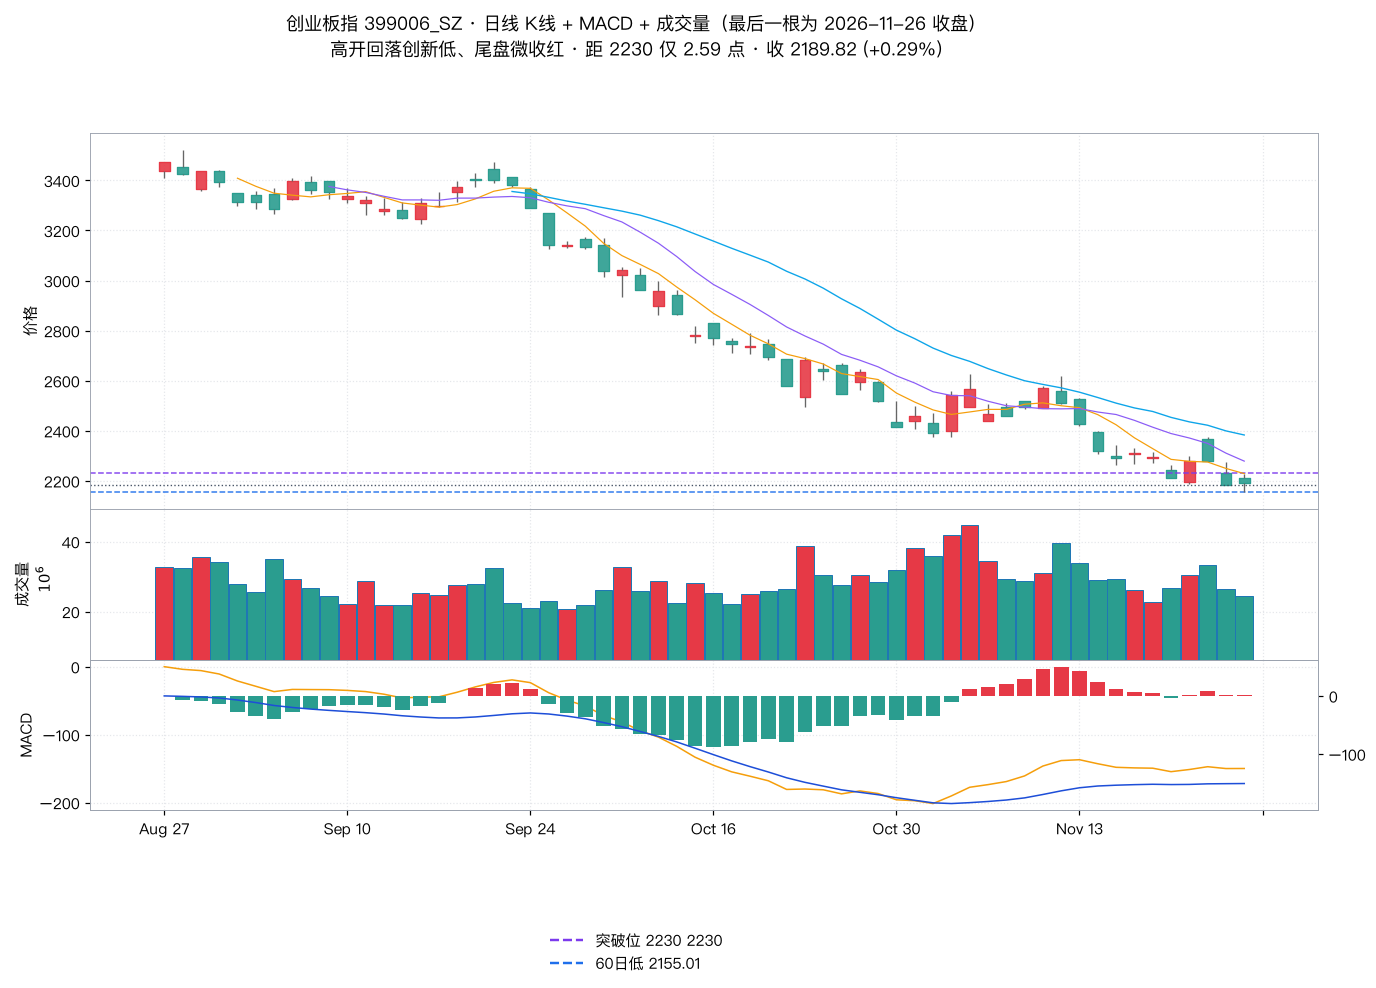 创业板指 399006_SZ · 日线 K线 + MACD + 成交量（最后一根为 2026−11−26 收盘）
高开回落创新低、尾盘微收红 · 距 2230 仅 2.59 点 · 收 2189.82 (+0.29%)
价格
3400
3200
3000
2800
2600
2400
2200
成交量
10⁶
40
20
MACD
0
−100
−200
0
−100
Aug 27
Sep 10
Sep 24
Oct 16
Oct 30
Nov 13
突破位 2230 2230
60日低 2155.01